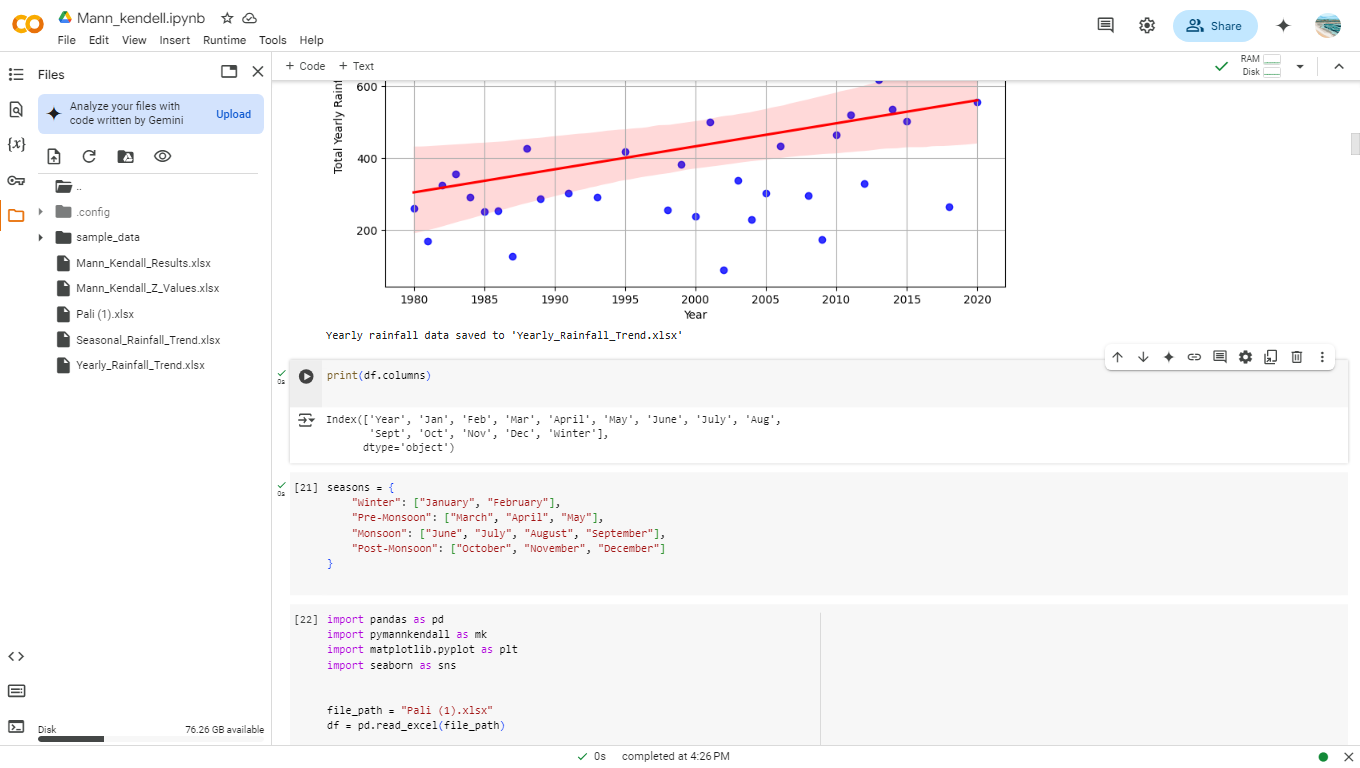 Mann_kendell.ipynb
File Edit View Insert Runtime Tools Help
Share
Files
+ Code + Text
RAM
Disk
Analyze your files with
code written by Gemini
Upload
{x}
..
.config
sample_data
Mann_Kendall_Results.xlsx
Mann_Kendall_Z_Values.xlsx
Pali (1).xlsx
Seasonal_Rainfall_Trend.xlsx
Yearly_Rainfall_Trend.xlsx
Disk 76.26 GB available
Total Yearly Rainf
600
400
200
1980 1985 1990 1995 2000 2005 2010 2015 2020
Year
Yearly rainfall data saved to 'Yearly_Rainfall_Trend.xlsx'
0s
print(df.columns)
Index(['Year', 'Jan', 'Feb', 'Mar', 'April', 'May', 'June', 'July', 'Aug',
'Sept', 'Oct', 'Nov', 'Dec', 'Winter'],
dtype='object')
0s
[21] seasons = {
"Winter": ["January", "February"],
"Pre-Monsoon": ["March", "April", "May"],
"Monsoon": ["June", "July", "August", "September"],
"Post-Monsoon": ["October", "November", "December"]
}
[22] import pandas as pd
import pymannkendall as mk
import matplotlib.pyplot as plt
import seaborn as sns
file_path = "Pali (1).xlsx"
df = pd.read_excel(file_path)
0s completed at 4:26 PM